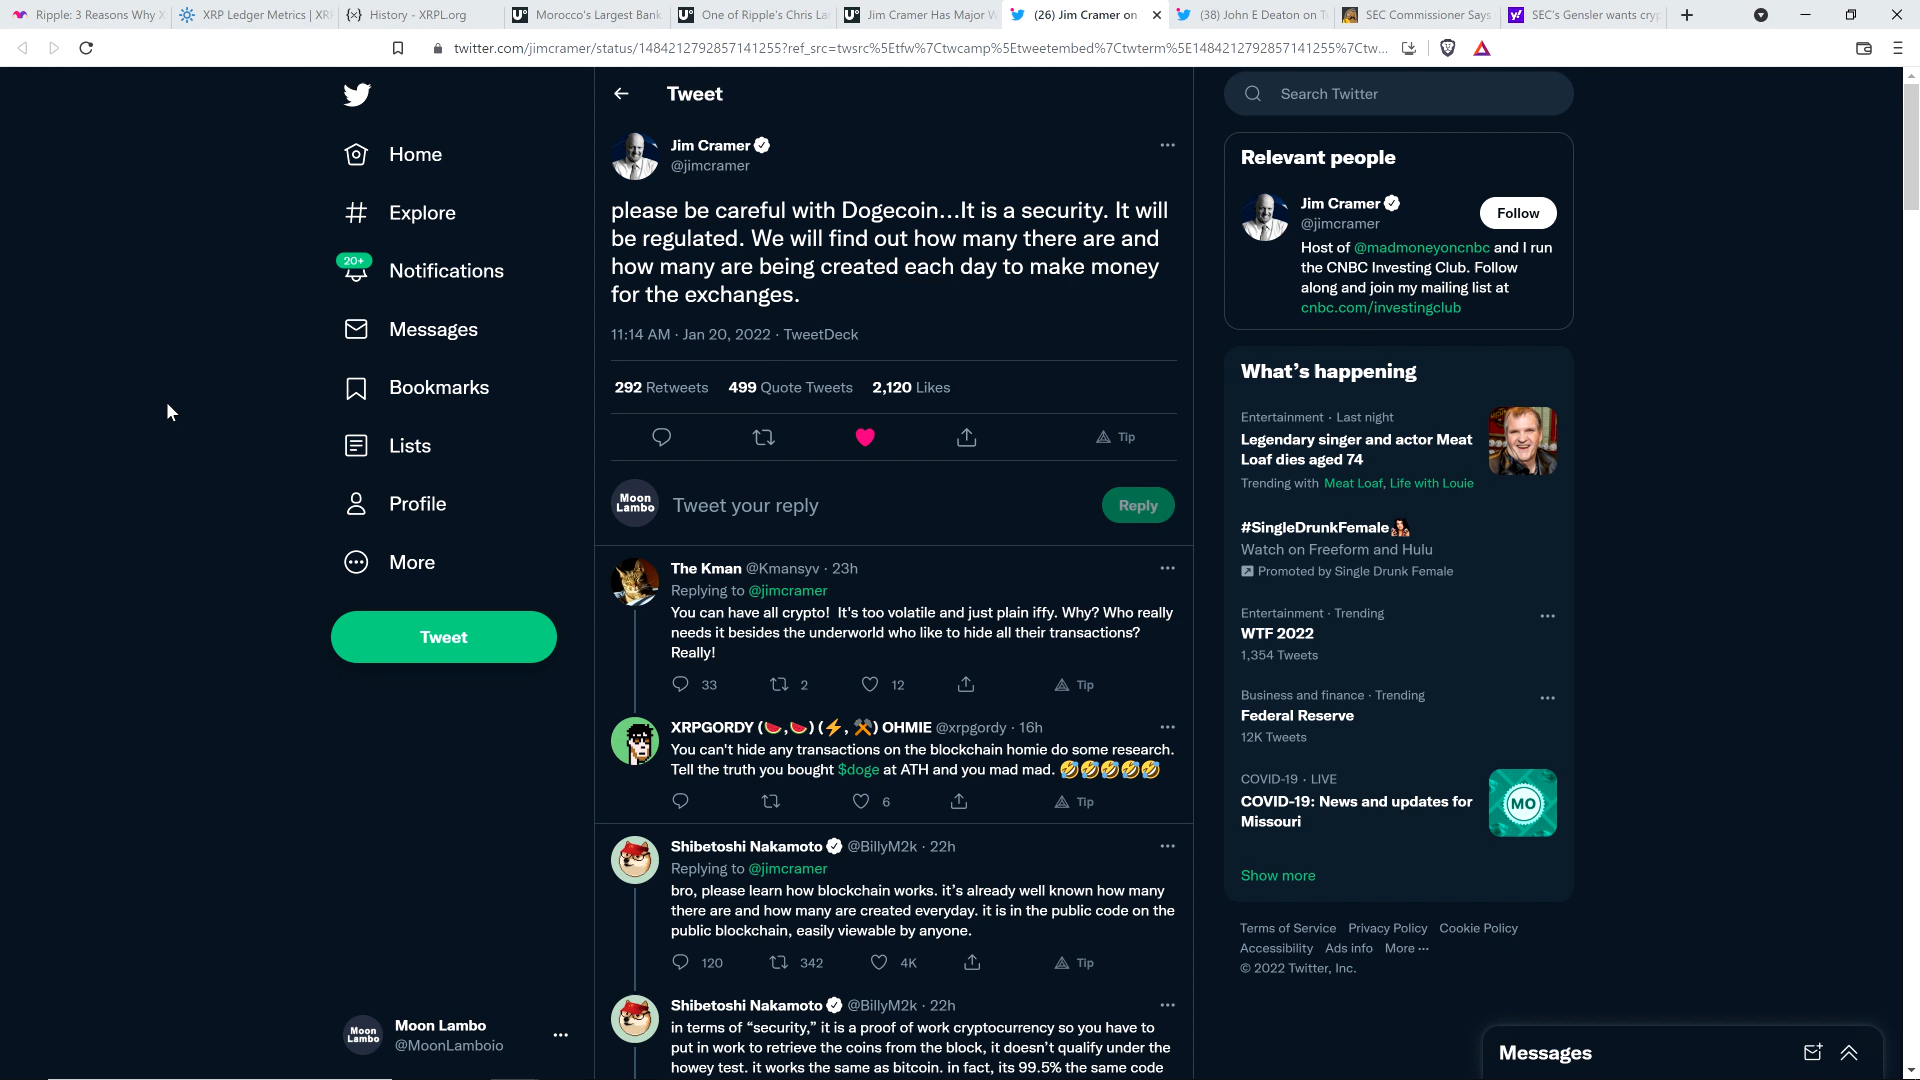 Ripple: 3 Reasons Why X
XRP Ledger Metrics | XRP
{x} History - XRPL.org
Morocco's Largest Bank
One of Ripple's Chris La
Jim Cramer Has Major W
(26) Jim Cramer on
(38) John E Deaton on T
SEC Commissioner Says
SEC's Gensler wants cryp
twitter.com/jimcramer/status/1484212792857141255?ref_src=twsrc%5Etfw%7Ctwcamp%5Etweetembed%7Ctwterm%5E1484212792857141255%7Ctw...
Home
Explore
20+
Notifications
Messages
Bookmarks
Lists
Profile
More
Tweet
Moon Lambo
Moon Lambo
@MoonLamboio
Tweet
Jim Cramer
@jimcramer
please be careful with Dogecoin...It is a security. It will
be regulated. We will find out how many there are and
how many are being created each day to make money
for the exchanges.
11:14 AM · Jan 20, 2022 · TweetDeck
292 Retweets 499 Quote Tweets 2,120 Likes
Tip
Moon Lambo
Tweet your reply
Reply
The Kman @Kmansyv · 23h
Replying to @jimcramer
You can have all crypto! It's too volatile and just plain iffy. Why? Who really
needs it besides the underworld who like to hide all their transactions?
Really!
33 2 12 Tip
XRPGORDY (🍉,🍉) (⚡, ⚒️) OHMIE @xrpgordy · 16h
You can't hide any transactions on the blockchain homie do some research.
Tell the truth you bought $doge at ATH and you mad mad. 🤣🤣🤣🤣🤣
6 Tip
Shibetoshi Nakamoto @BillyM2k · 22h
Replying to @jimcramer
bro, please learn how blockchain works. it's already well known how many
there are and how many are created everyday. it is in the public code on the
public blockchain, easily viewable by anyone.
120 342 4K Tip
Shibetoshi Nakamoto @BillyM2k · 22h
in terms of “security,” it is a proof of work cryptocurrency so you have to
put in work to retrieve the coins from the block, it doesn't qualify under the
howey test. it works the same as bitcoin. in fact, its 99.5% the same code
Search Twitter
Relevant people
Jim Cramer
@jimcramer
Follow
Host of @madmoneyoncnbc and I run
the CNBC Investing Club. Follow
along and join my mailing list at
cnbc.com/investingclub
What's happening
Entertainment · Last night
Legendary singer and actor Meat
Loaf dies aged 74
Trending with Meat Loaf, Life with Louie
#SingleDrunkFemale
Watch on Freeform and Hulu
Promoted by Single Drunk Female
Entertainment · Trending
WTF 2022
1,354 Tweets
Business and finance · Trending
Federal Reserve
12K Tweets
COVID-19 · LIVE
COVID-19: News and updates for
Missouri
MO
Show more
Terms of Service Privacy Policy Cookie Policy
Accessibility Ads info More ···
© 2022 Twitter, Inc.
Messages